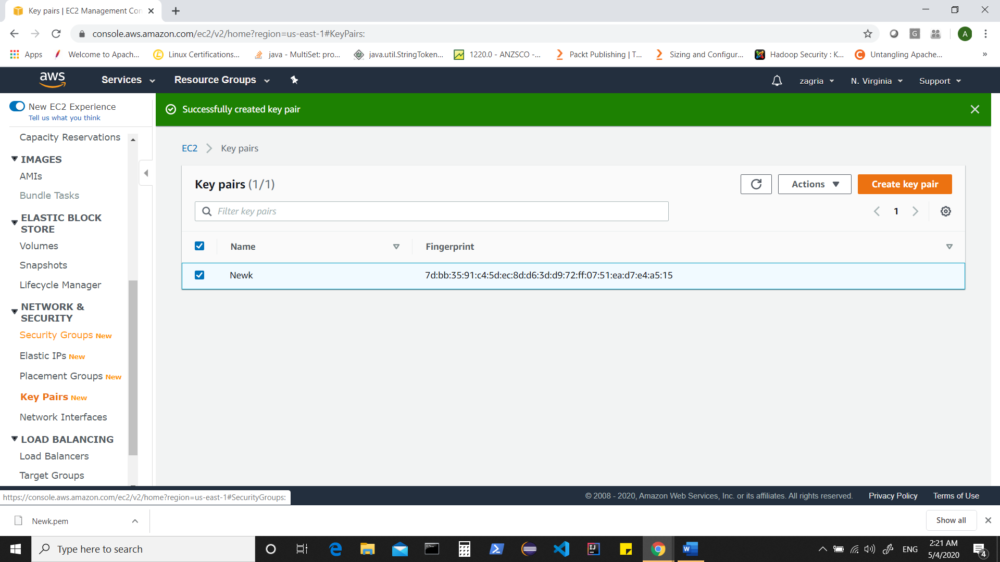 Key pairs | EC2 Management Con
console.aws.amazon.com/ec2/v2/home?region=us-east-1#KeyPairs:
A
Apps
Welcome to Apach...
Linux Certifications...
java - MultiSet: pro...
java.util.StringToken...
1220.0 - ANZSCO -...
Packt Publishing | T...
Sizing and Configur...
Hadoop Security : K...
Untangling Apache...
»
aws
Services
Resource Groups
zagria
N. Virginia
Support
New EC2 Experience
Tell us what you think
Capacity Reservations
IMAGES
AMIs
Bundle Tasks
ELASTIC BLOCK
STORE
Volumes
Snapshots
Lifecycle Manager
NETWORK &
SECURITY
Security Groups New
Elastic IPs New
Placement Groups New
Key Pairs New
Network Interfaces
LOAD BALANCING
Load Balancers
Target Groups
Successfully created key pair
EC2 > Key pairs
Key pairs (1/1)
Actions
Create key pair
Filter key pairs
1
Name
Fingerprint
Newk
7d:bb:35:91:c4:5d:ec:8d:d6:3d:d9:72:ff:07:51:ea:d7:e4:a5:15
https://console.aws.amazon.com/ec2/v2/home?region=us-east-1#SecurityGroups:
© 2008 - 2020, Amazon Web Services, Inc. or its affiliates. All rights reserved.
Privacy Policy
Terms of Use
Newk.pem
Show all
Type here to search
ENG
2:21 AM
5/4/2020
4